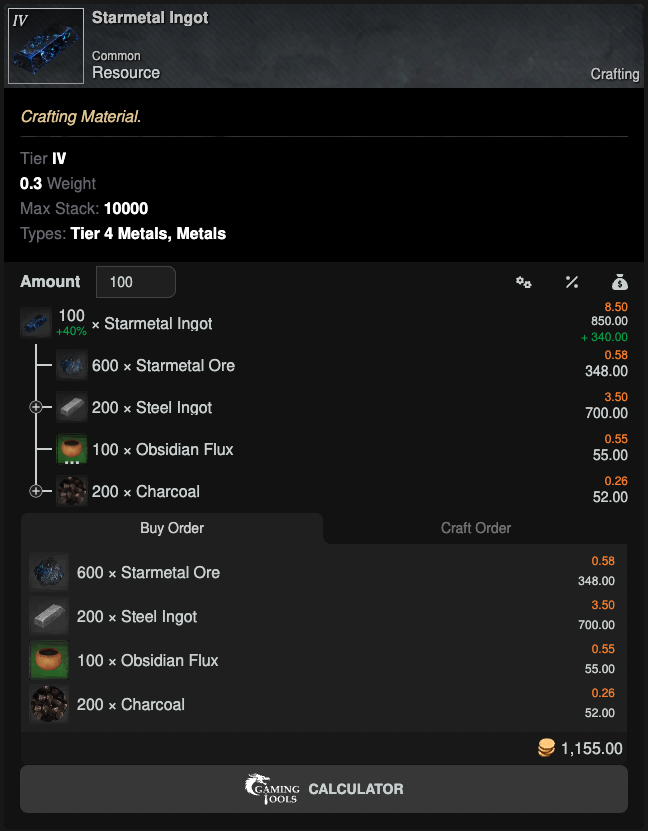 IV
Starmetal Ingot
Common
Resource
Crafting
Crafting Material.
Tier IV
0.3 Weight
Max Stack: 10000
Types: Tier 4 Metals, Metals
Amount 100
100 +40% × Starmetal Ingot
8.50
850.00
+ 340.00
600 × Starmetal Ore
0.58
348.00
200 × Steel Ingot
3.50
700.00
100 × Obsidian Flux
0.55
55.00
200 × Charcoal
0.26
52.00
Buy Order Craft Order
600 × Starmetal Ore
0.58
348.00
200 × Steel Ingot
3.50
700.00
100 × Obsidian Flux
0.55
55.00
200 × Charcoal
0.26
52.00
1,155.00
GAMING TOOLS CALCULATOR